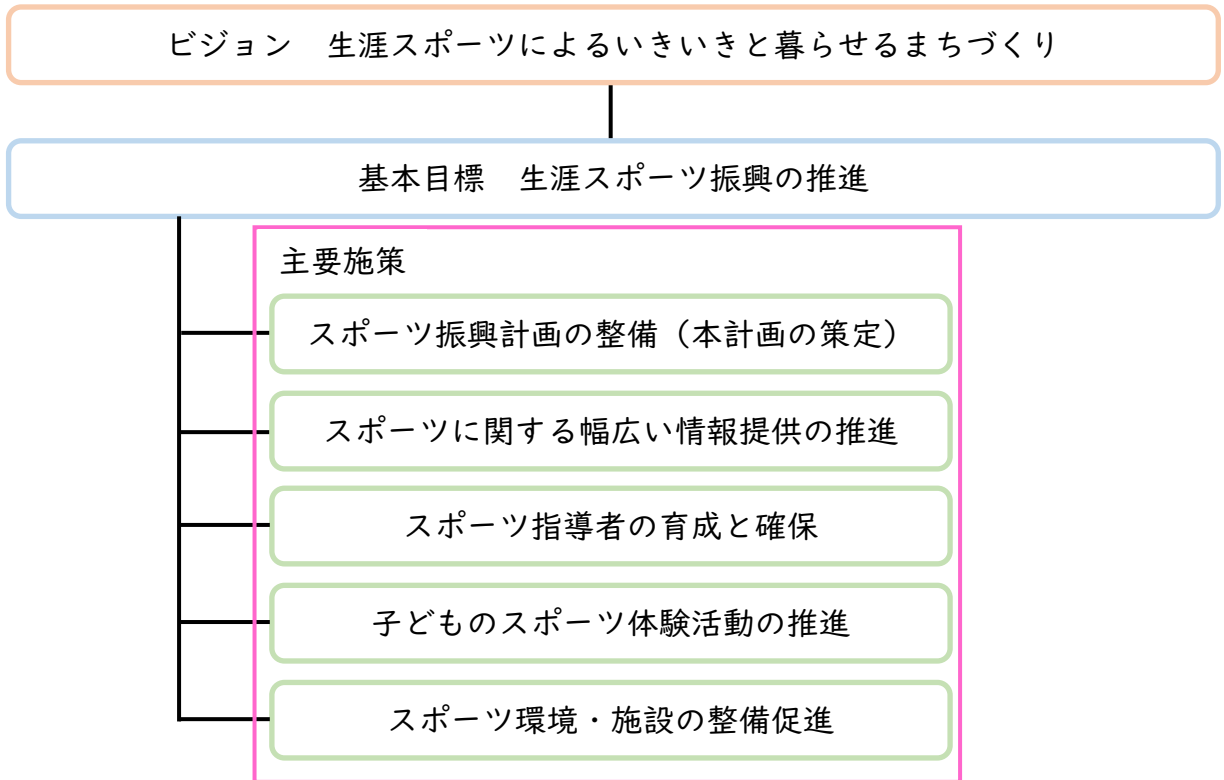 ビジョン　生涯スポーツによるいきいきと暮らせるまちづくり
基本目標　生涯スポーツ振興の推進
主要施策
スポーツ振興計画の整備（本計画の策定）
スポーツに関する幅広い情報提供の推進
スポーツ指導者の育成と確保
子どものスポーツ体験活動の推進
スポーツ環境・施設の整備促進